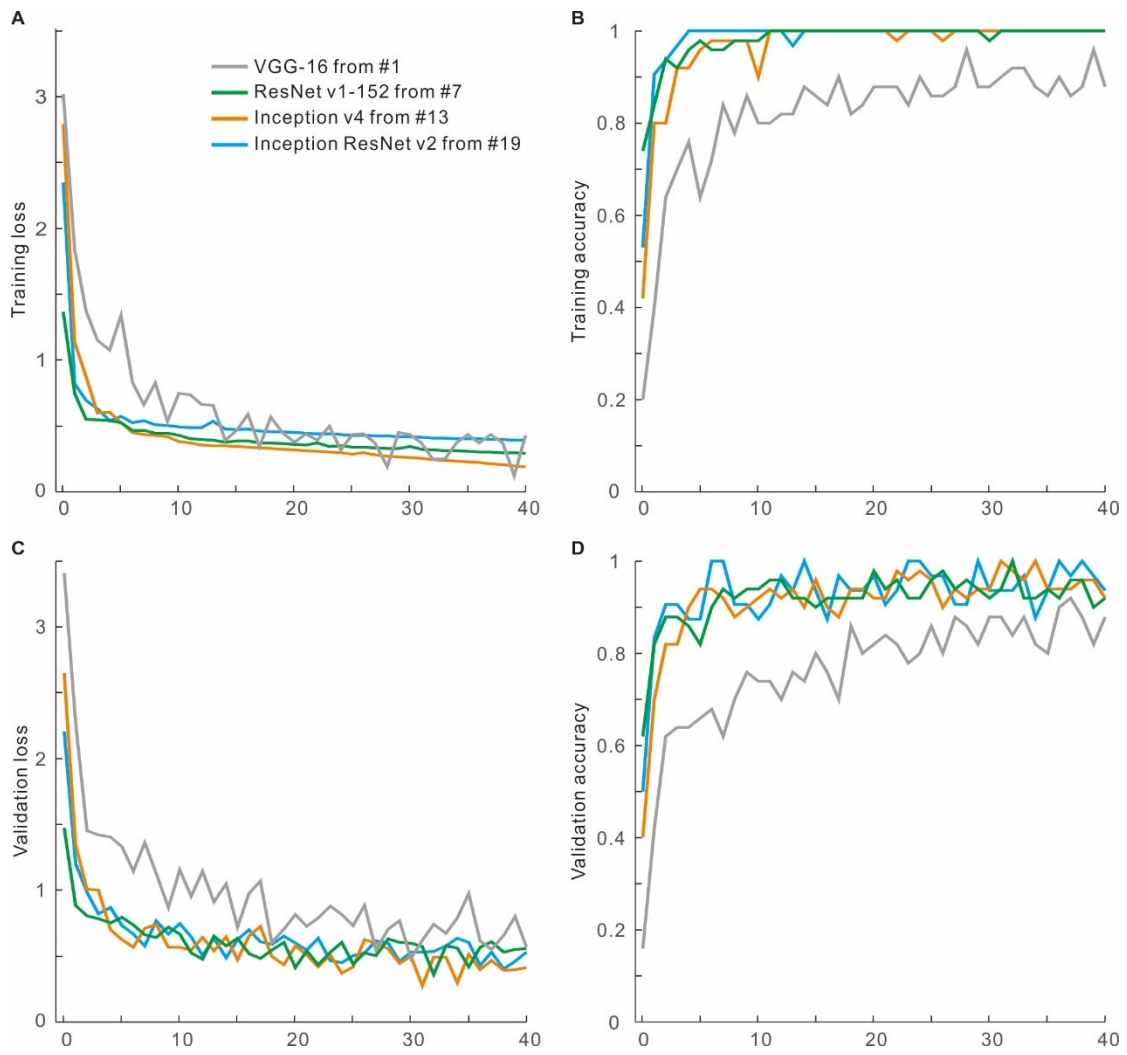 A
VGG-16 from #1
ResNet v1-152 from #7
Inception v4 from #13
Inception ResNet v2 from #19
Training loss
3
2
1
0
0 10 20 30 40
B
Training accuracy
1
0.8
0.6
0.4
0.2
0
0 10 20 30 40
C
Validation loss
3
2
1
0
0 10 20 30 40
D
Validation accuracy
1
0.8
0.6
0.4
0.2
0
0 10 20 30 40